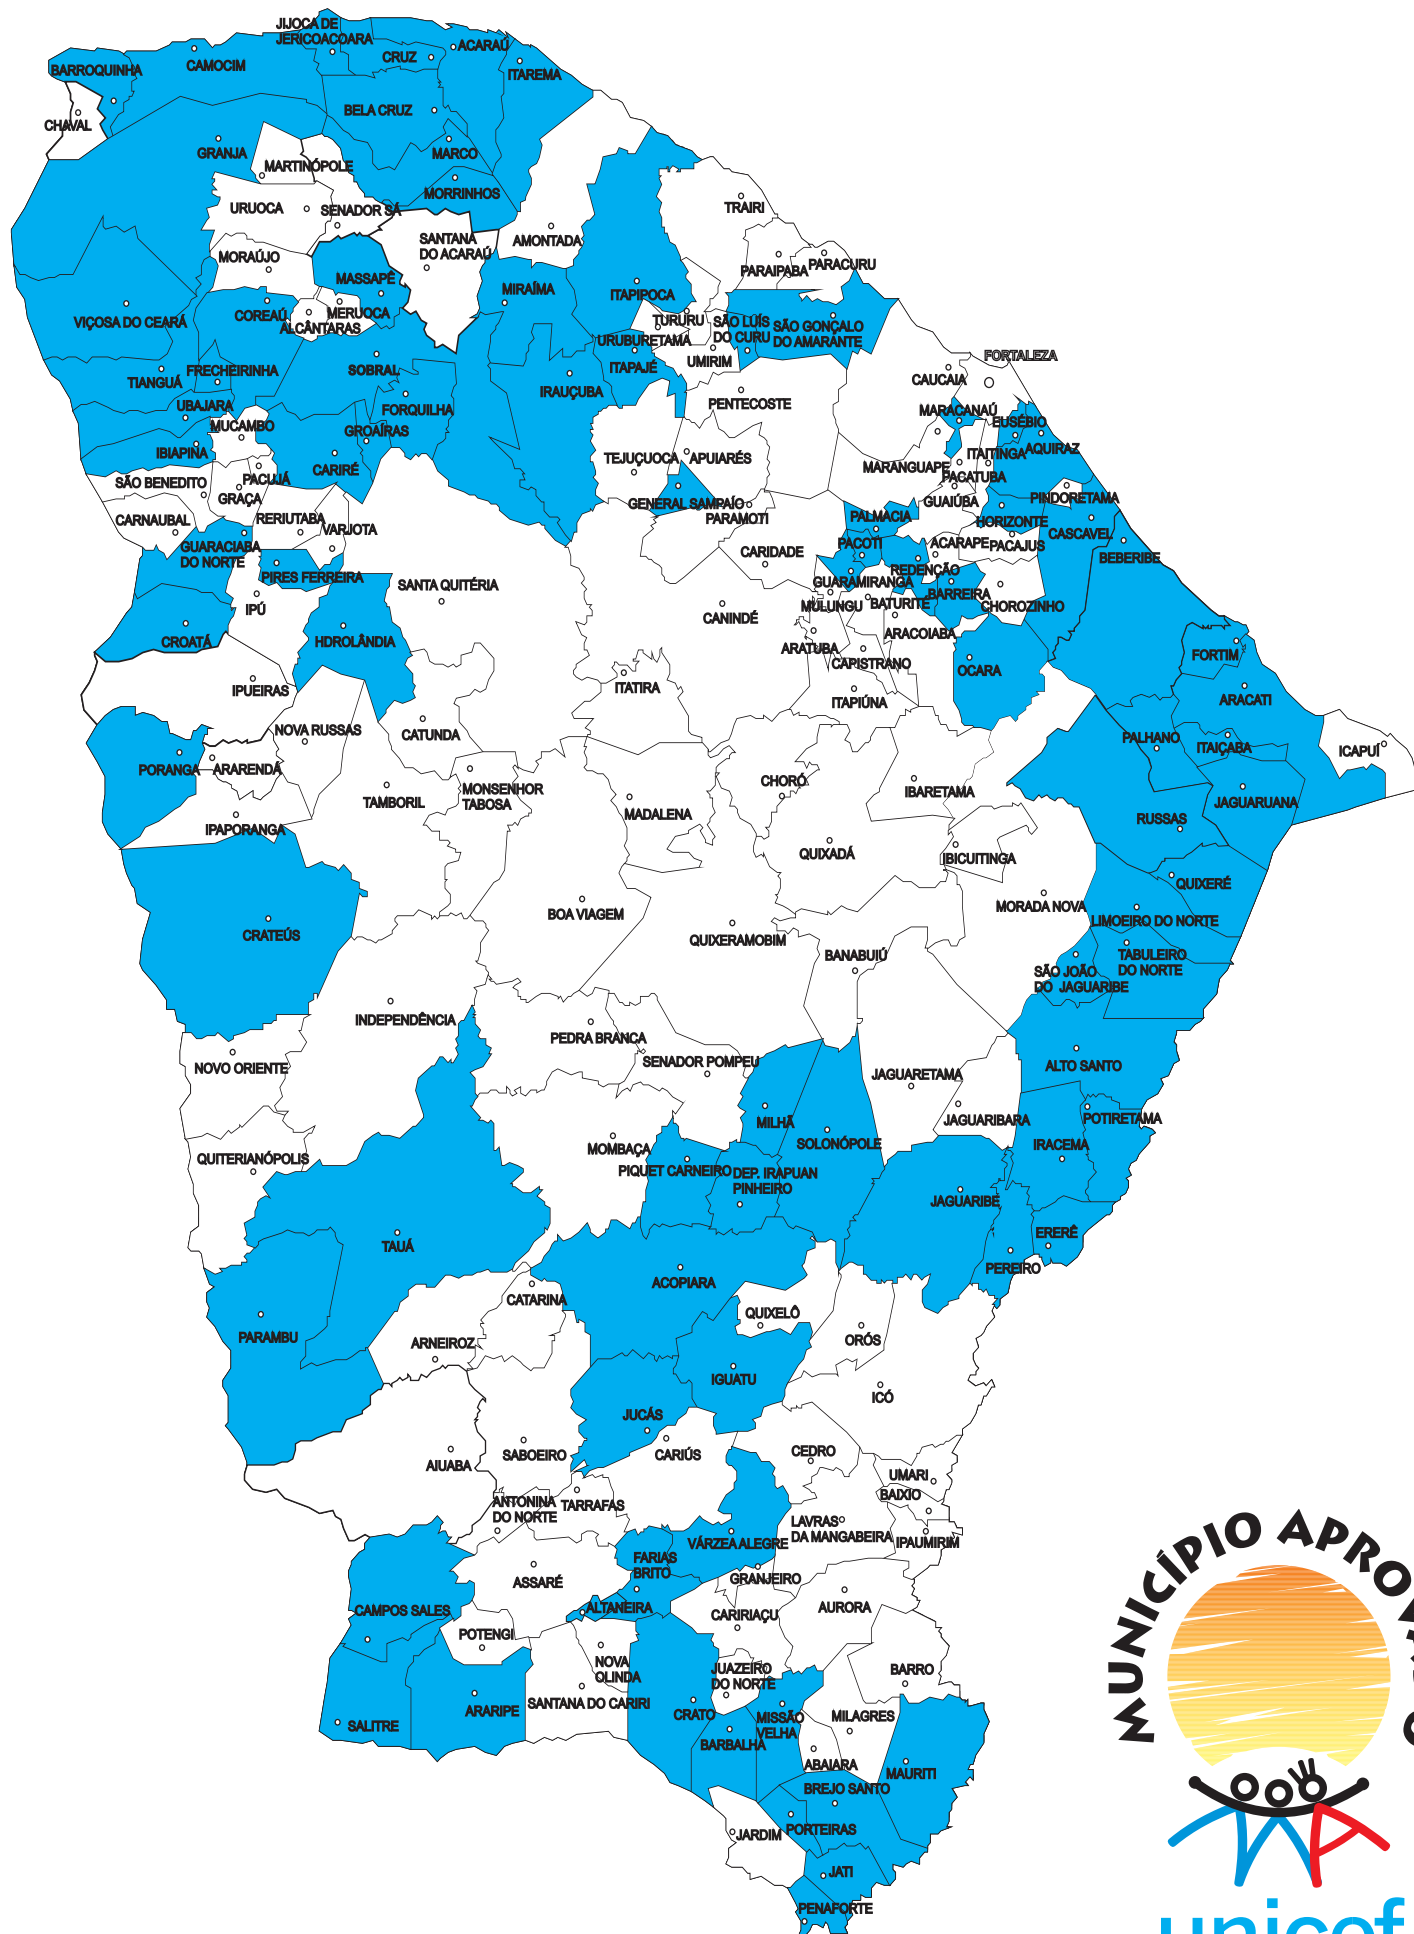 JIJOCA DE
JERICOACOARA
CRUZ
ACARAÚ
ITAREMA
BARROQUINHA
CAMOCIM
BELA CRUZ
CHAVAL
GRANJA
MARTINÓPOLE
MARCO
MORRINHOS
URUOCA
SENADOR SÁ
TRAIRI
SANTANA
DO ACARAÚ
AMONTADA
MORAÚJO
MASSAPÊ
MIRAÍMA
ITAPIPOCA
PARAIPABA
PARACURU
VIÇOSA DO CEARÁ
COREAÚ
ALCÂNTARAS
MERUOCA
TURURU
SÃO LUÍS
DO CURU
SÃO GONÇALO
DO AMARANTE
URUBURETAMA
UMIRIM
FORTALEZA
TIANGUÁ
FRECHEIRINHA
SOBRAL
ITAPAJÉ
IRAUÇUBA
CAUCAIA
UBAJARA
FORQUILHA
PENTECOSTE
MARACANAÚ
EUSÉBIO
MUCAMBO
GROAÍRAS
IBIAPINA
CARIRÉ
TEJUÇUOCA
APUIARÉS
MARANGUAPE
ITAITINGA
AQUIRAZ
PACATUBA
SÃO BENEDITO
PACUJÁ
GRAÇA
GENERAL SAMPAÍO
GUAIÚBA
PINDORETAMA
CARNAUBAL
RERIUTABA
VARJOTA
PARAMOTI
PALMÁCIA
HORIZONTE
CASCAVEL
GUARACIABA
DO NORTE
CARIDADE
PACOTI
ACARAPE
PACAJUS
BEBERIBE
PIRES FERREIRA
SANTA QUITÉRIA
REDENÇÃO
GUARAMIRANGA
BARREIRA
IPÚ
CANINDÉ
MULUNGU
BATURITÉ
CHOROZINHO
CROATÁ
HDROLÂNDIA
ARACOIABA
ARATUBA
CAPISTRANO
OCARA
FORTIM
IPUEIRAS
ITATIRA
ITAPIÚNA
ARACATI
NOVA RUSSAS
CATUNDA
PALHANO
ITAIÇABA
ICAPUÍ
PORANGA
ARARENDÁ
CHORÓ
TAMBORIL
MONSENHOR
TABOSA
IBARETAMA
JAGUARUANA
IPAPORANGA
MADALENA
RUSSAS
QUIXADÁ
IBICUITINGA
QUIXERÉ
BOA VIAGEM
MORADA NOVA
LIMOEIRO DO NORTE
CRATEÚS
QUIXERAMOBIM
BANABUIÚ
TABULEIRO
DO NORTE
SÃO JOÃO
DO JAGUARIBE
INDEPENDÊNCIA
PEDRA BRANCA
NOVO ORIENTE
SENADOR POMPEU
JAGUARETAMA
ALTO SANTO
MILHÃ
JAGUARIBARA
POTIRETAMA
QUITERIANÓPOLIS
MOMBAÇA
SOLONÓPOLE
IRACEMA
PIQUET CARNEIRO
DEP. IRAPUAN
PINHEIRO
JAGUARIBE
TAUÁ
ERERÊ
ACOPIARA
PEREIRO
CATARINA
PARAMBU
ARNEIROZ
QUIXELÔ
ORÓS
IGUATU
ICÓ
JUCÁS
AIUABA
SABOEIRO
CARIÚS
CEDRO
UMARI
BAIXIO
ANTONINA
DO NORTE
TARRAFAS
LAVRAS
DA MANGABEIRA
IPAUMIRIM
VÁRZEA ALEGRE
FARIAS
BRITO
ASSARÉ
GRANJEIRO
CAMPOS SALES
ALTANEIRA
CARIRIAÇU
AURORA
POTENGI
NOVA
OLINDA
JUAZEIRO
DO NORTE
BARRO
SALITRE
ARARIPE
SANTANA DO CARIRI
CRATO
MISSÃO
VELHA
MILAGRES
BARBALHA
ABAIARA
MAURITI
BREJO SANTO
JARDIM
PORTEIRAS
JATI
PENAFORTE
MUNICÍPIO APROV
unicef